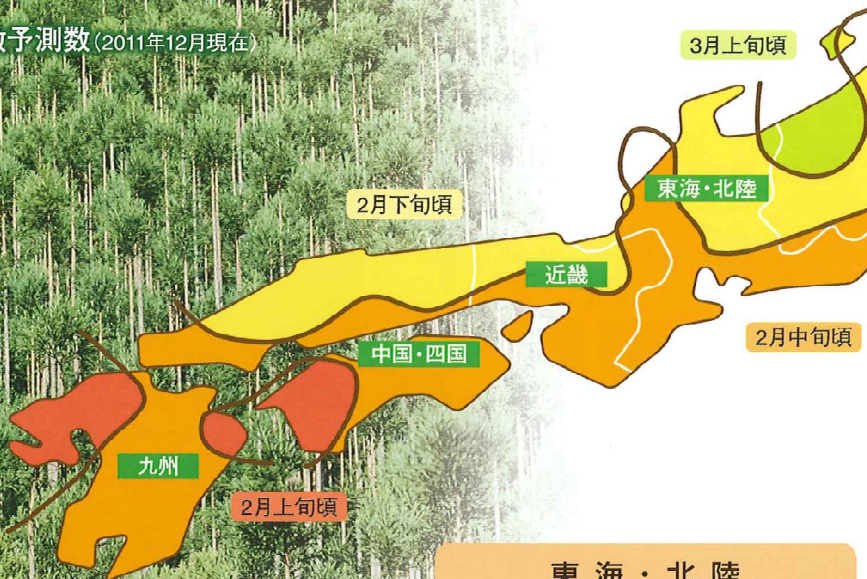 予測数(2011年12月現在)
3月上旬頃
東海・北陸
2月下旬頃
近畿
2月中旬頃
中国・四国
九州
2月上旬頃
東海・北陸